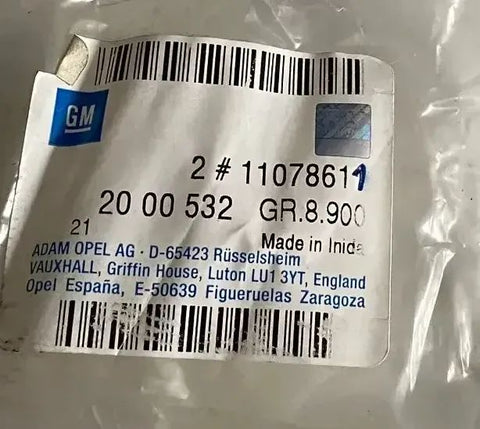 GM
2 # 11078611
20 00 532 GR.8.900
21
Made in Inida
ADAM OPEL AG · D-65423 Rüsselsheim
VAUXHALL, Griffin House, Luton LU1 3YT, England
Opel España, E-50639 Figueruelas Zaragoza